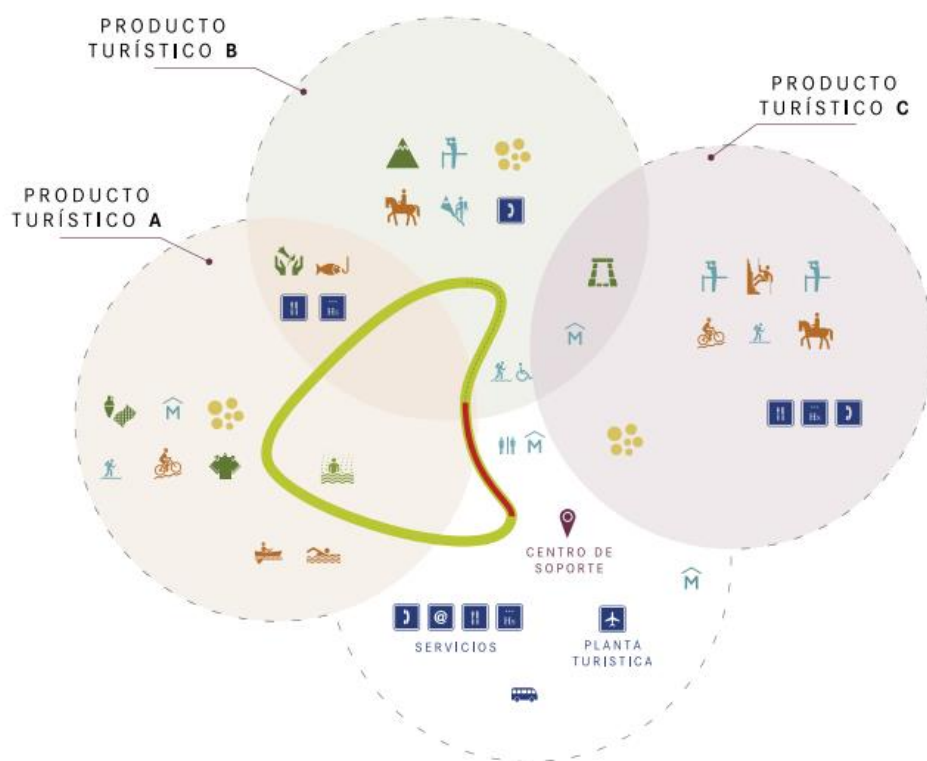 PRODUCTO
TURÍSTICO B
PRODUCTO
TURÍSTICO C
PRODUCTO
TURÍSTICO A
M
M
M
CENTRO DE
SOPORTE
M
@
SERVICIOS
PLANTA
TURISTICA